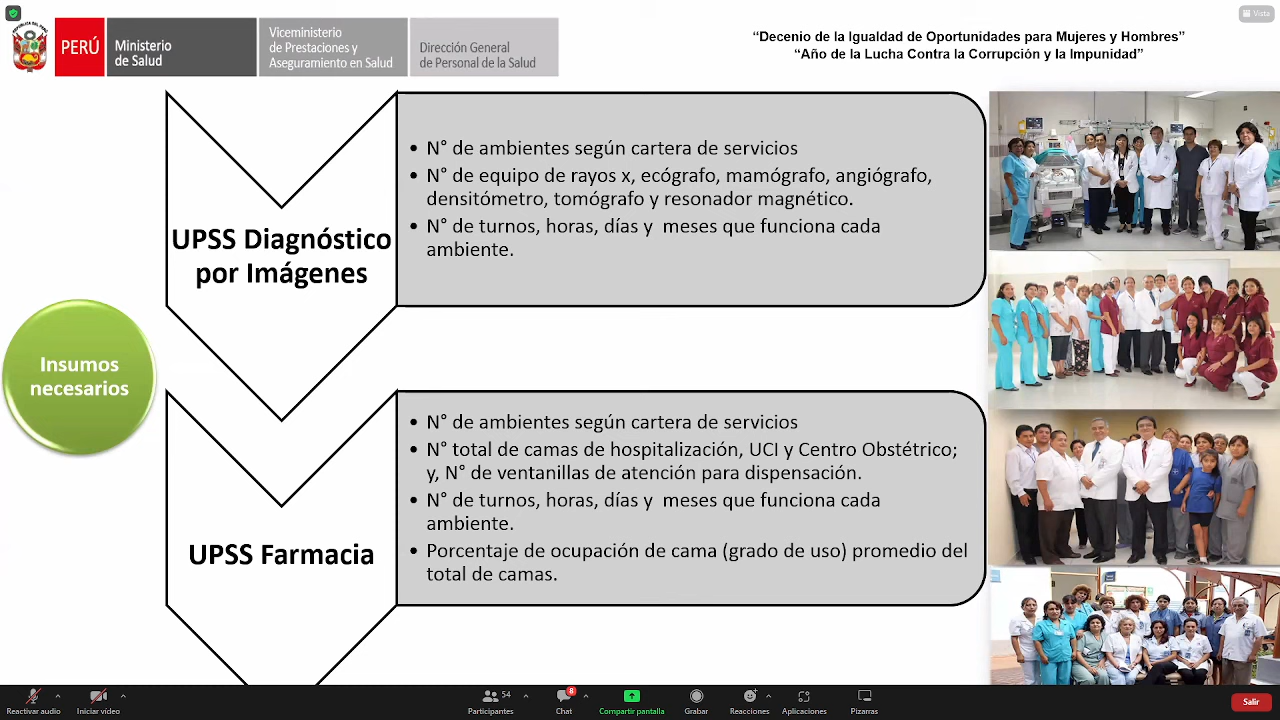 Vista
REPUBLICA DEL PERÚ
PERÚ
Ministerio
de Salud
Viceministerio
de Prestaciones y
Aseguramiento en Salud
Dirección General
de Personal de la Salud
“Decenio de la Igualdad de Oportunidades para Mujeres y Hombres”
“Año de la Lucha Contra la Corrupción y la Impunidad”
Insumos
necesarios
UPSS Diagnóstico
por Imágenes
• N° de ambientes según cartera de servicios
• N° de equipo de rayos x, ecógrafo, mamógrafo, angiógrafo,
densitómetro, tomógrafo y resonador magnético.
• N° de turnos, horas, días y  meses que funciona cada
ambiente.
UPSS Farmacia
• N° de ambientes según cartera de servicios
• N° total de camas de hospitalización, UCI y Centro Obstétrico;
y, N° de ventanillas de atención para dispensación.
• N° de turnos, horas, días y  meses que funciona cada
ambiente.
• Porcentaje de ocupación de cama (grado de uso) promedio del
total de camas.
Reactivar audio
Iniciar vídeo
54
Participantes
8
Chat
Compartir pantalla
Grabar
Reacciones
Aplicaciones
Pizarras
Salir